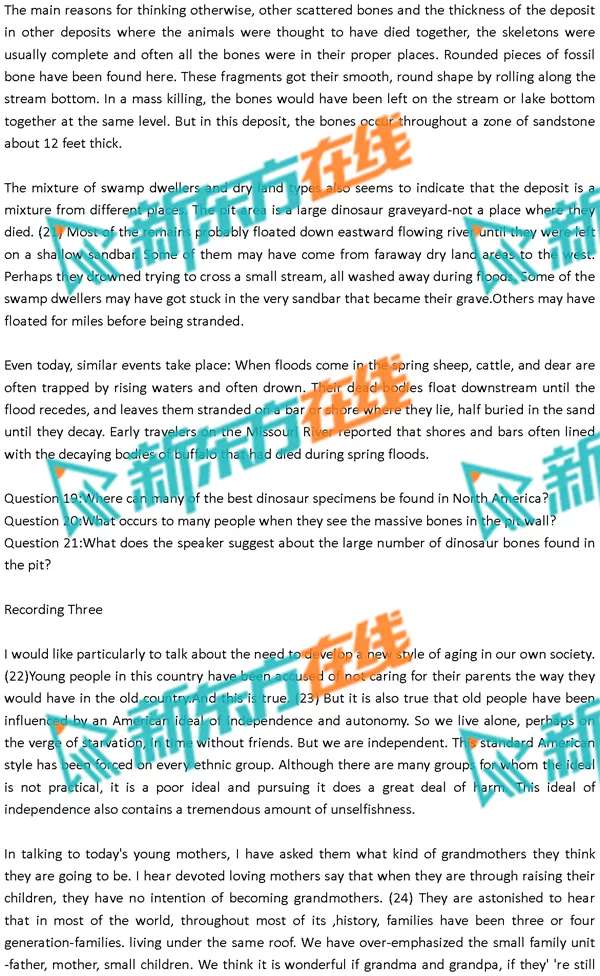 The main reasons for thinking otherwise, other scattered bones and the thickness of the deposit
in other deposits where the animals were thought to have died together, the skeletons were
usually complete and often all the bones were in their proper places. Rounded pieces of fossil
bone have been found here. These fragments got their smooth, round shape by rolling along the
stream bottom. In a mass killing, the bones would have been left on the stream or lake bottom
together at the same level. But in this deposit, the bones occur throughout a zone of sandstone
about 12 feet thick.
The mixture of swamp dwellers and dry land types also seems to indicate that the deposit is a
mixture from different places. The pit area is a large dinosaur graveyard-not a place where they
died. (21) Most of the remains probably floated down eastward flowing river until they were left
on a shallow sandbar. Some of them may have come from faraway dry land areas to the west.
Perhaps they drowned trying to cross a small stream, all washed away during floods. Some of the
swamp dwellers may have got stuck in the very sandbar that became their grave.Others may have
floated for miles before being stranded.
Even today, similar events take place: When floods come in the spring sheep, cattle, and dear are
often trapped by rising waters and often drown. Their dead bodies float downstream until the
flood recedes, and leaves them stranded on a bar or shore where they lie, half buried in the sand
until they decay. Early travelers on the Missouri River reported that shores and bars often lined
with the decaying bodies of buffalo that had died during spring floods.
Question 19:Where can many of the best dinosaur specimens be found in North America?
Question 20:What occurs to many people when they see the massive bones in the pit wall?
Question 21:What does the speaker suggest about the large number of dinosaur bones found in
the pit?
Recording Three
I would like particularly to talk about the need to develop a new style of aging in our own society.
(22)Young people in this country have been accused of not caring for their parents the way they
would have in the old country.And this is true. (23) But it is also true that old people have been
influenced by an American ideal of independence and autonomy. So we live alone, perhaps on
the verge of starvation, in time without friends. But we are independent. This standard American
style has been forced on every ethnic group. Although there are many groups for whom the ideal
is not practical, it is a poor ideal and pursuing it does a great deal of harm. This ideal of
independence also contains a tremendous amount of unselfishness.
In talking to today's young mothers, I have asked them what kind of grandmothers they think
they are going to be. I hear devoted loving mothers say that when they are through raising their
children, they have no intention of becoming grandmothers. (24) They are astonished to hear
that in most of the world, throughout most of its ,history, families have been three or four
generation-families. living under the same roof. We have over-emphasized the small family unit
-father, mother, small children. We think it is wonderful if grandma and grandpa, if they' 're still
新东方在线
新
新东方在线
新
新东方在线
新